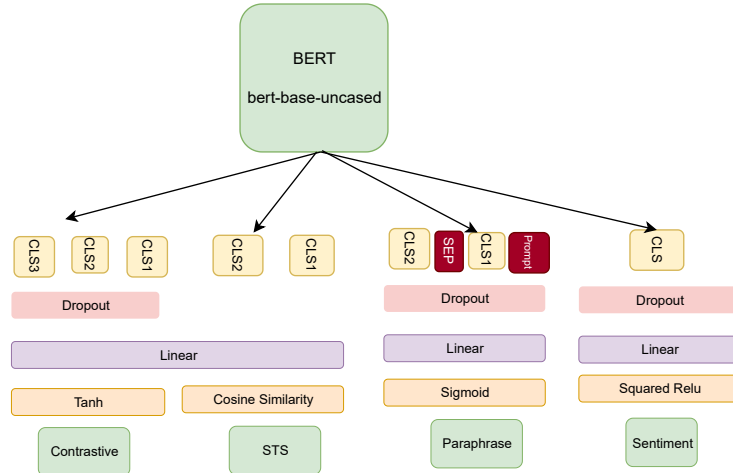 BERT
bert-base-uncased
CLS3
CLS2
CLS1
CLS2
CLS1
CLS2
SEP
CLS1
Prompt
CLS
Dropout
Dropout
Dropout
Linear
Linear
Linear
Tanh
Cosine Similarity
Sigmoid
Squared Relu
Contrastive
STS
Paraphrase
Sentiment